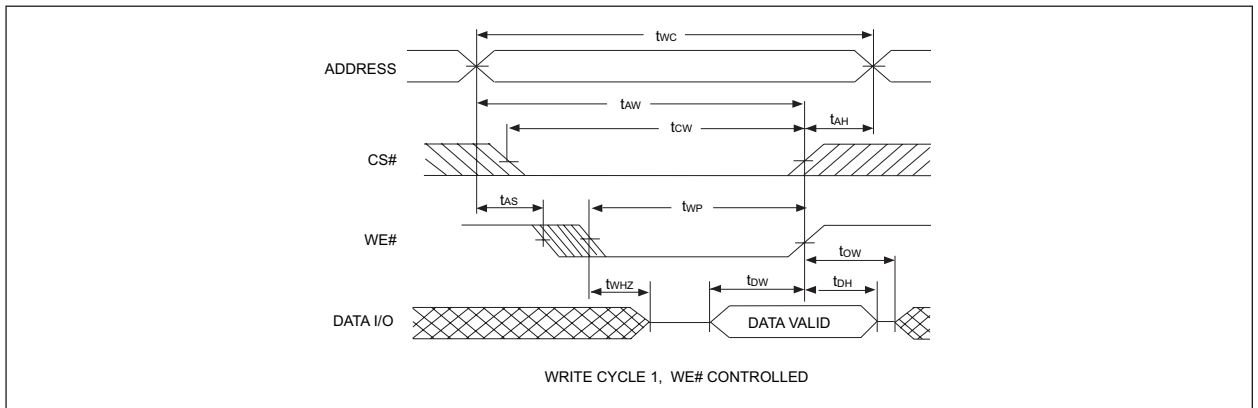 tWC
ADDRESS
tAW
tCW
tAH
CS#
tAS
tWP
WE#
tOW
tWHZ
tDW
tDH
DATA I/O
DATA VALID
WRITE CYCLE 1, WE# CONTROLLED